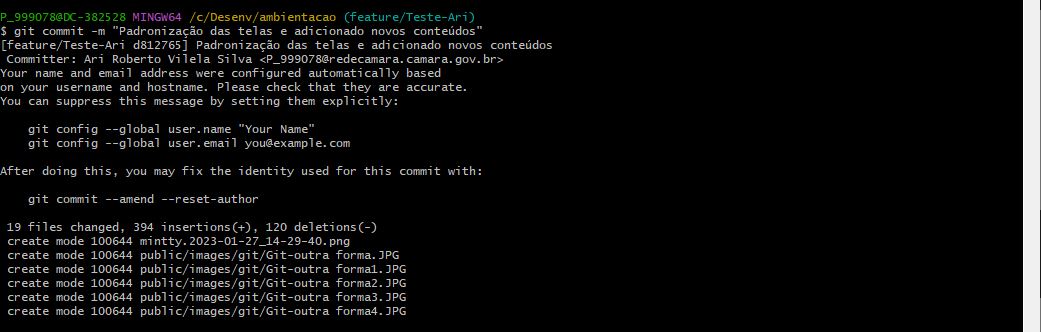 P_999078@DC-382528 MINGW64 /c/Desenv/ambientacao (feature/Teste-Ari)
$ git commit -m "Padronização das telas e adicionado novos conteúdos"
[feature/Teste-Ari d812765] Padronização das telas e adicionado novos conteúdos
 Committer: Ari Roberto Vilela Silva <P_999078@redecamara.camara.gov.br>
Your name and email address were configured automatically based
on your username and hostname. Please check that they are accurate.
You can suppress this message by setting them explicitly:

    git config --global user.name "Your Name"
    git config --global user.email you@example.com

After doing this, you may fix the identity used for this commit with:

    git commit --amend --reset-author

 19 files changed, 394 insertions(+), 120 deletions(-)
 create mode 100644 mintty.2023-01-27_14-29-40.png
 create mode 100644 public/images/git/Git-outra forma.JPG
 create mode 100644 public/images/git/Git-outra forma1.JPG
 create mode 100644 public/images/git/Git-outra forma2.JPG
 create mode 100644 public/images/git/Git-outra forma3.JPG
 create mode 100644 public/images/git/Git-outra forma4.JPG